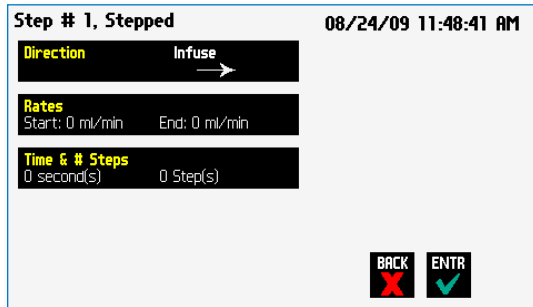 Step # 1, Stepped 08/24/09 11:48:41 AM
Direction Infuse
Rates
Start: 0 ml/min End: 0 ml/min
Time & # Steps
0 second(s) 0 Step(s)
BACK ENTR